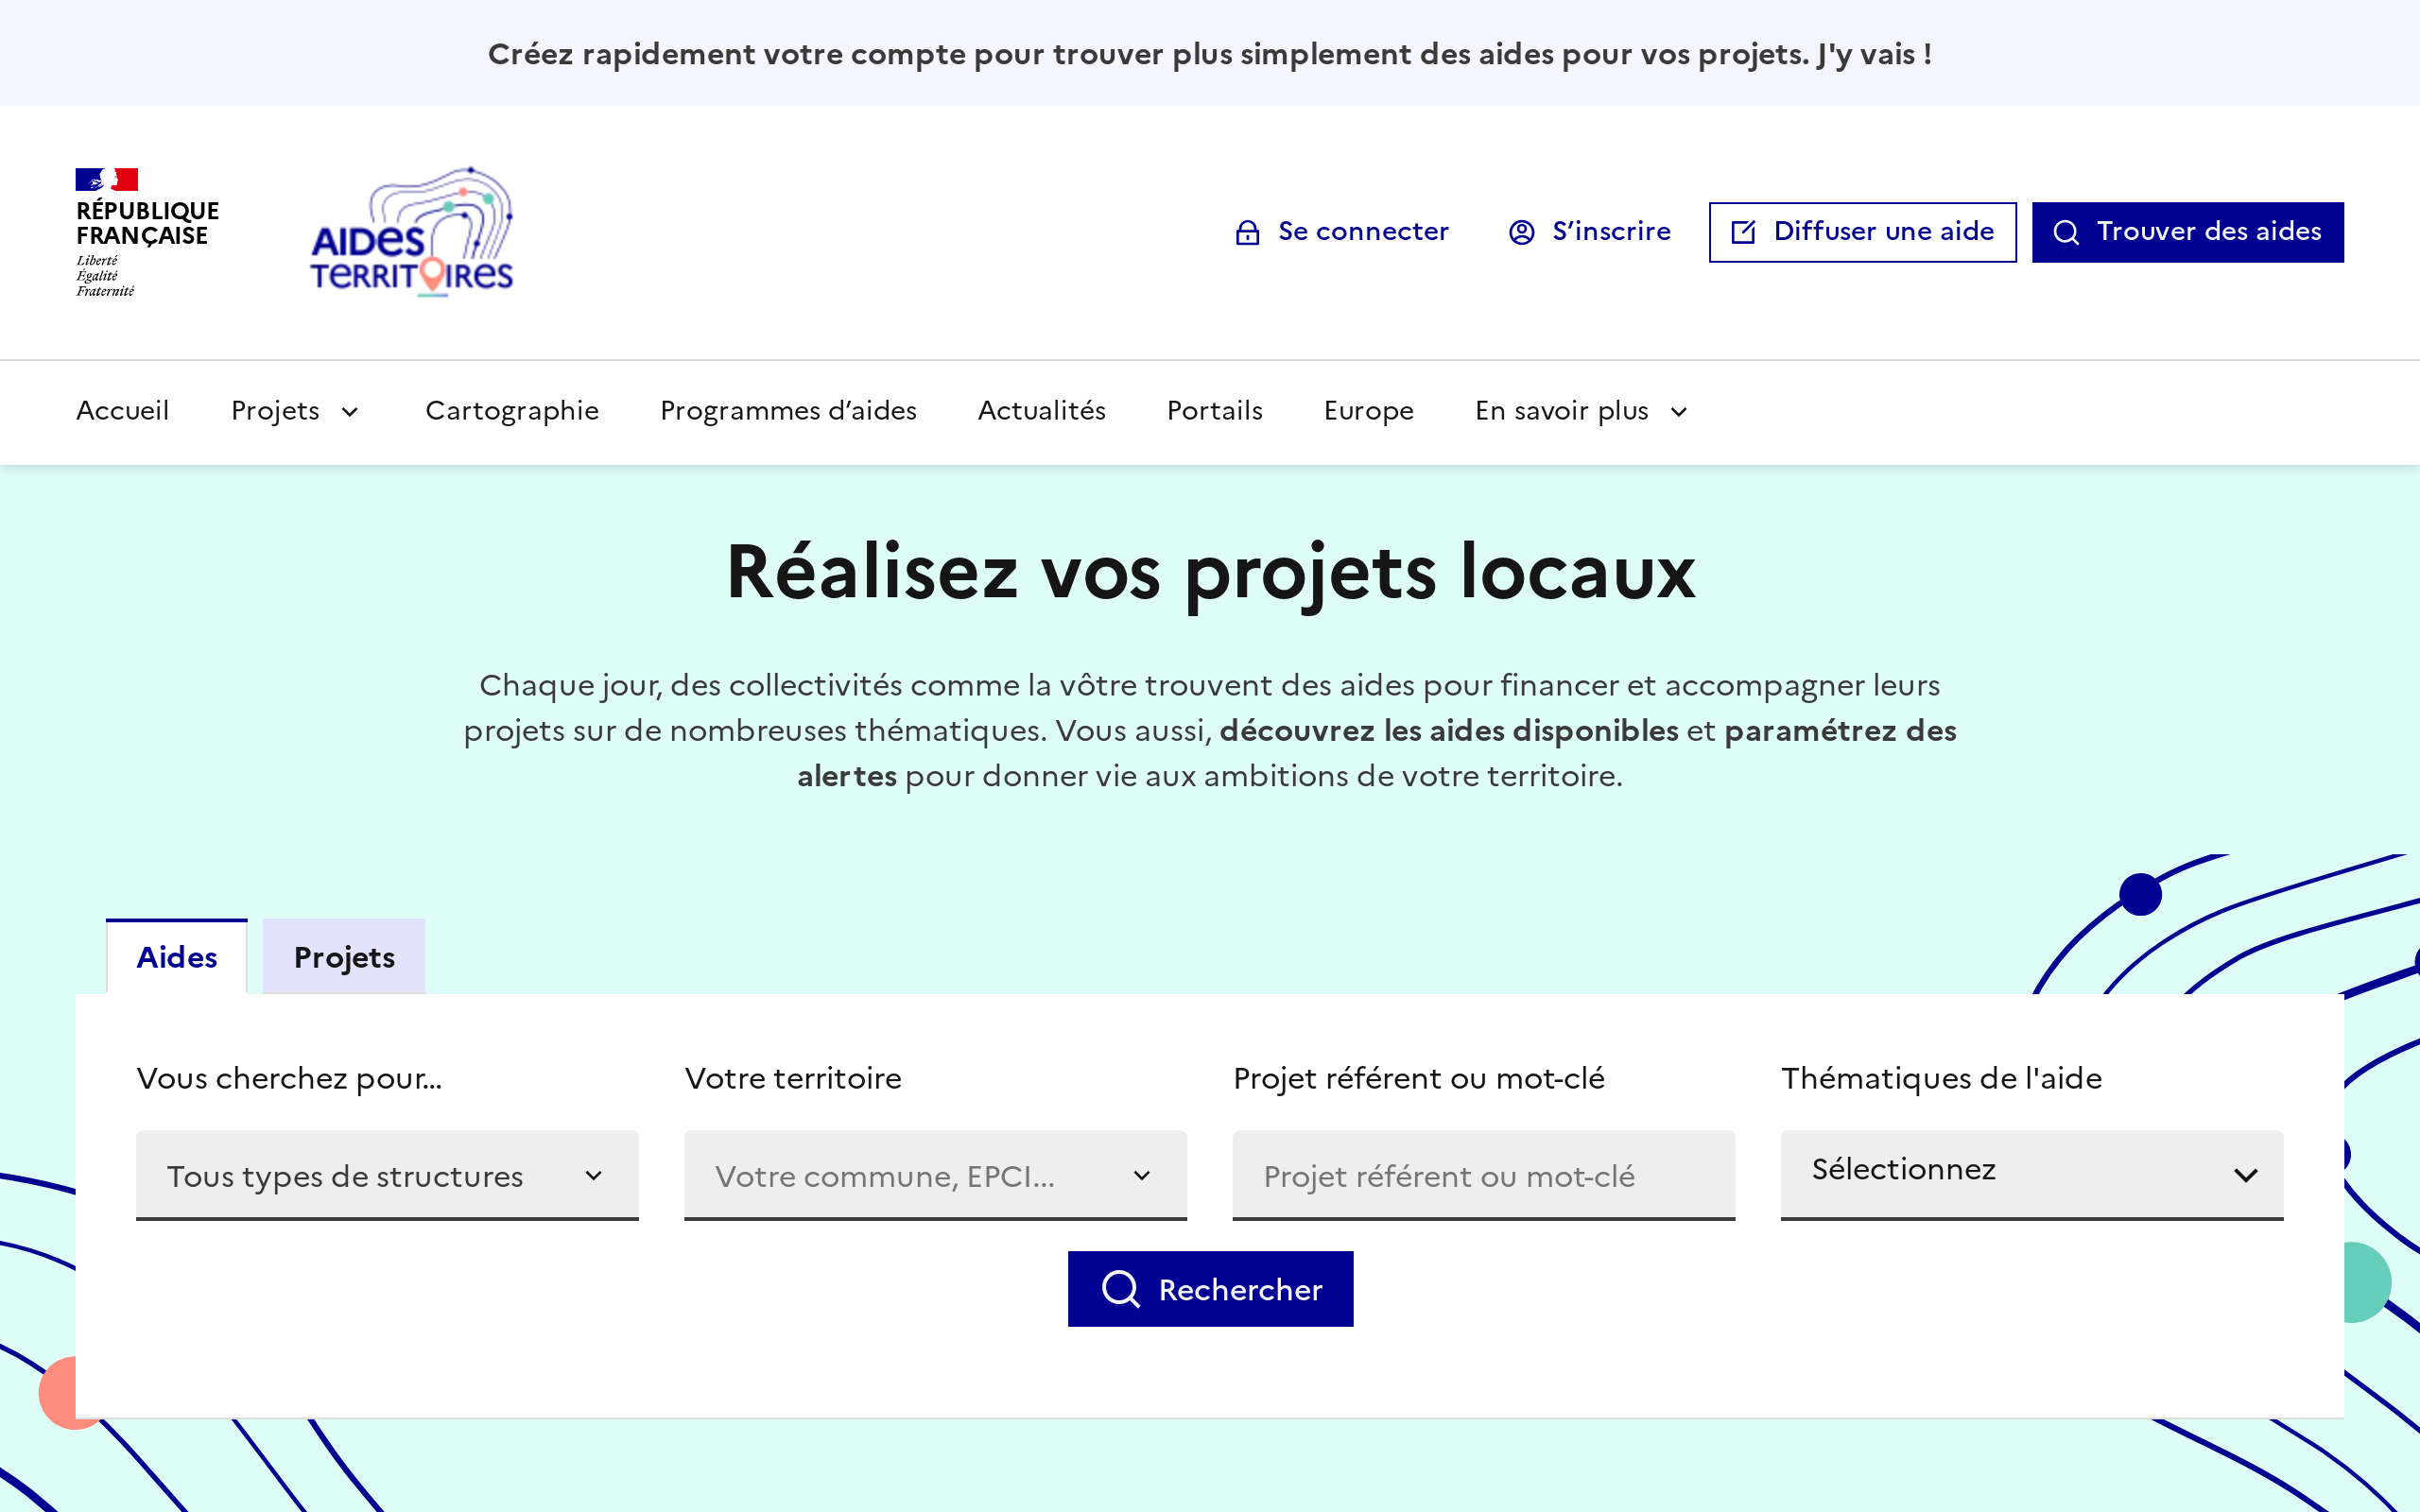 Créez rapidement votre compte pour trouver plus simplement des aides pour vos projets. J'y vais !
RÉPUBLIQUE
FRANÇAISE
Liberté
Égalité
Fraternité
AIDES
TERRITOIRES
Se connecter
S’inscrire
Diffuser une aide
Trouver des aides
Accueil
Projets
Cartographie
Programmes d’aides
Actualités
Portails
Europe
En savoir plus
Réalisez vos projets locaux
Chaque jour, des collectivités comme la vôtre trouvent des aides pour financer et accompagner leurs
projets sur de nombreuses thématiques. Vous aussi, découvrez les aides disponibles et paramétrez des
alertes pour donner vie aux ambitions de votre territoire.
Aides
Projets
Vous cherchez pour...
Tous types de structures
Votre territoire
Votre commune, EPCI...
Projet référent ou mot-clé
Projet référent ou mot-clé
Thématiques de l'aide
Sélectionnez
Rechercher